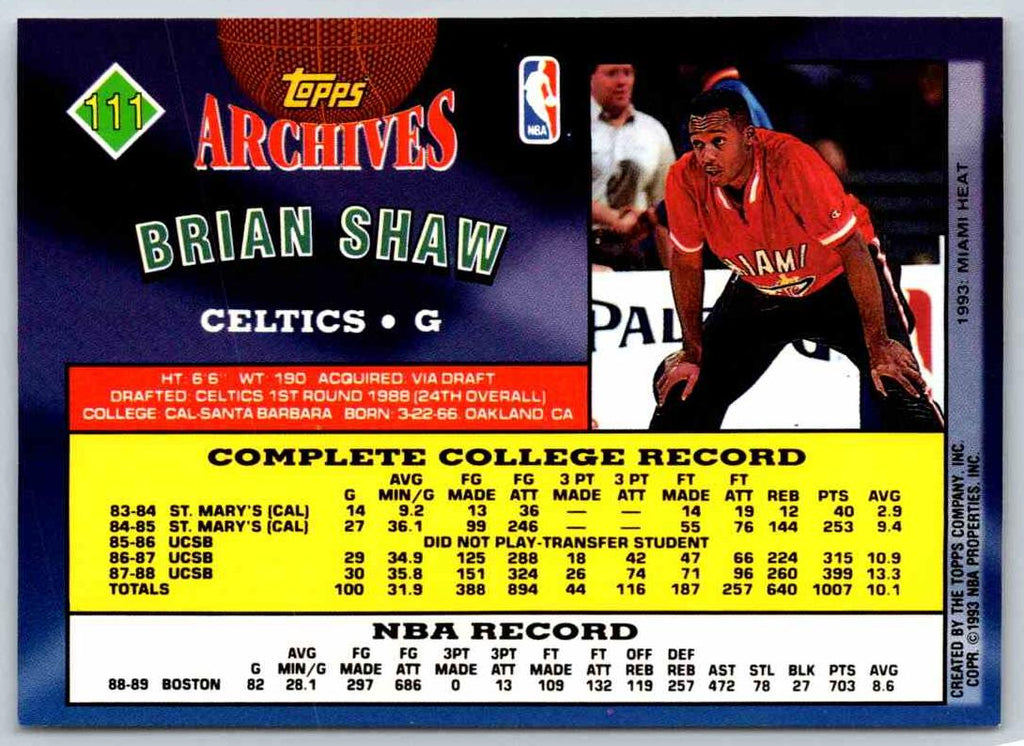 111
TOPPS
ARCHIVES
NBA
BRIAN SHAW
CELTICS • G
HT: 6'6" WT: 190 ACQUIRED: VIA DRAFT
DRAFTED: CELTICS 1ST ROUND 1988 (24TH OVERALL)
COLLEGE: CAL-SANTA BARBARA BORN: 3-22-66, OAKLAND, CA
MIAMI
PAL
1993: MIAMI HEAT
COMPLETE COLLEGE RECORD
AVG FG FG 3 PT 3 PT FT FT
G MIN/G MADE ATT MADE ATT MADE ATT REB PTS AVG
83-84 ST. MARY'S (CAL) 14 9.2 13 36 — — 14 19 12 40 2.9
84-85 ST. MARY'S (CAL) 27 36.1 99 246 — — 55 76 144 253 9.4
85-86 UCSB DID NOT PLAY-TRANSFER STUDENT
86-87 UCSB 29 34.9 125 288 18 42 47 66 224 315 10.9
87-88 UCSB 30 35.8 151 324 26 74 71 96 260 399 13.3
TOTALS 100 31.9 388 894 44 116 187 257 640 1007 10.1
NBA RECORD
AVG FG FG 3PT 3PT FT FT OFF DEF
G MIN/G MADE ATT MADE ATT MADE ATT REB REB AST STL BLK PTS AVG
88-89 BOSTON 82 28.1 297 686 0 13 109 132 119 257 472 78 27 703 8.6
CREATED BY THE TOPPS COMPANY, INC.
COPR. © 1993 NBA PROPERTIES, INC.